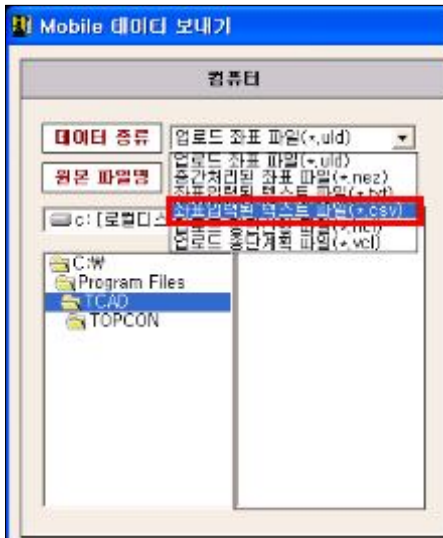 Mobile 데이터 보내기
컴퓨터
데이터 종류
업로드 좌표 파일(*.uld)
업로드 좌표 파일(*.uld)
원본 파일명
중간처리된 좌표 파일(*.nez)
좌표입력된 텍스트 파일(*.txt)
좌표입력된 텍스트 파일(*.csv)
c: [로컬디스
업로드 종단계획 파일(*.vcl)
C:₩
Program Files
TCAD
TOPCON